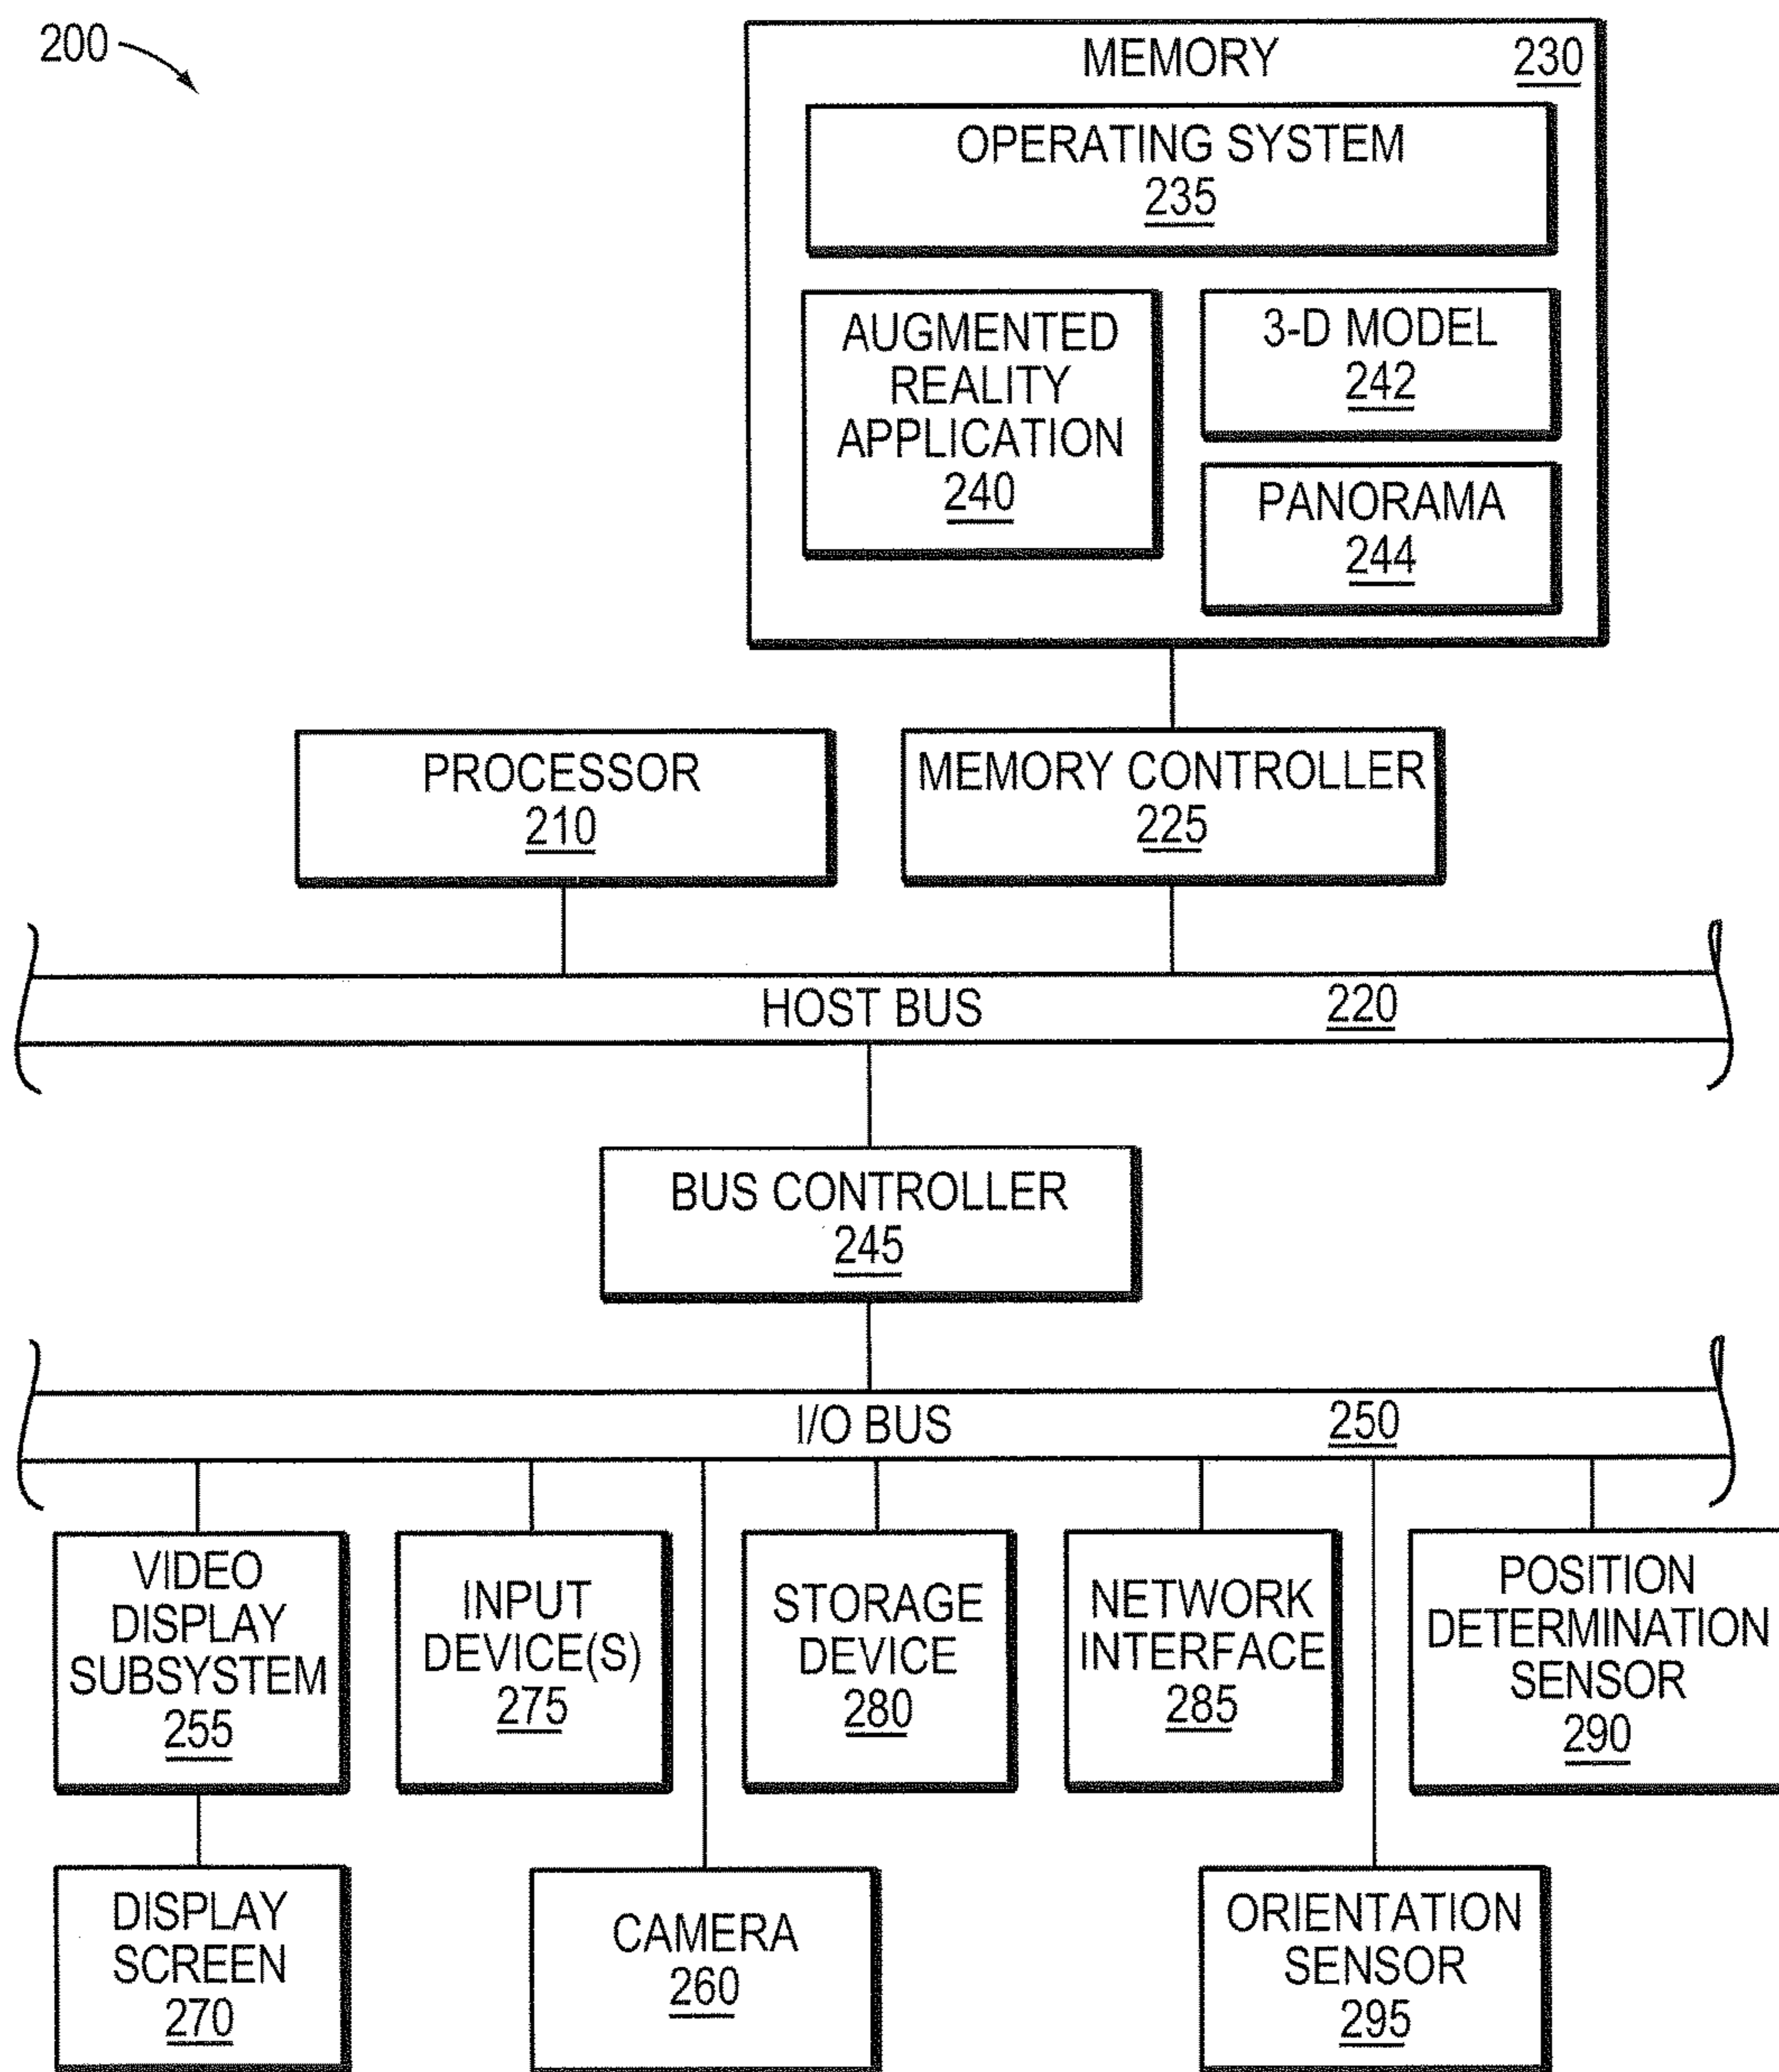 200
MEMORY 230
OPERATING SYSTEM
235
AUGMENTED
REALITY
APPLICATION
240
3-D MODEL
242
PANORAMA
244
PROCESSOR
210
MEMORY CONTROLLER
225
HOST BUS 220
BUS CONTROLLER
245
I/O BUS 250
VIDEO
DISPLAY
SUBSYSTEM
255
INPUT
DEVICE(S)
275
STORAGE
DEVICE
280
NETWORK
INTERFACE
285
POSITION
DETERMINATION
SENSOR
290
DISPLAY
SCREEN
270
CAMERA
260
ORIENTATION
SENSOR
295